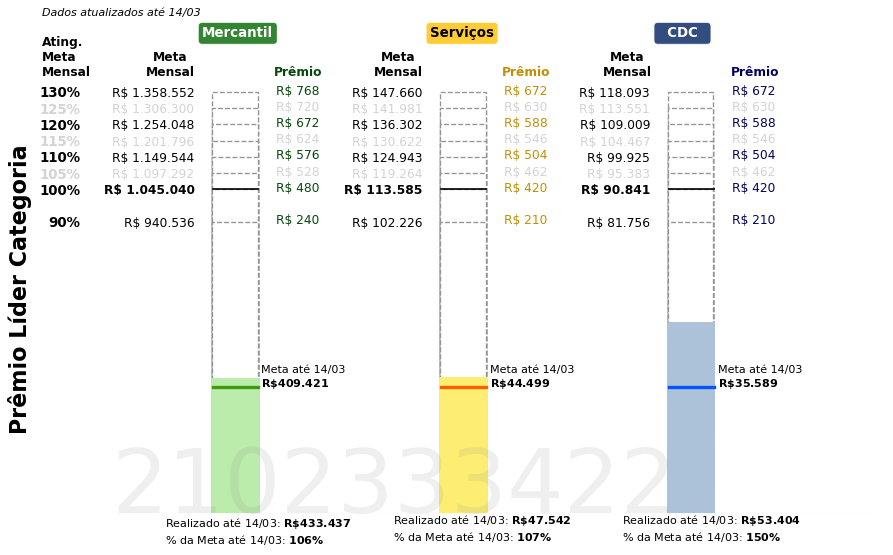 Dados atualizados até 14/03
Mercantil Serviços CDC
Ating.
Meta Meta Meta Meta
Mensal Mensal Prêmio Mensal Prêmio Mensal Prêmio
130% R$ 1.358.552 R$ 768 R$ 147.660 R$ 672 R$ 118.093 R$ 672
125% R$ 1.306.300 R$ 720 R$ 141.981 R$ 630 R$ 113.551 R$ 630
120% R$ 1.254.048 R$ 672 R$ 136.302 R$ 588 R$ 109.009 R$ 588
115% R$ 1.201.796 R$ 624 R$ 130.622 R$ 546 R$ 104.467 R$ 546
110% R$ 1.149.544 R$ 576 R$ 124.943 R$ 504 R$ 99.925 R$ 504
105% R$ 1.097.292 R$ 528 R$ 119.264 R$ 462 R$ 95.383 R$ 462
100% R$ 1.045.040 R$ 480 R$ 113.585 R$ 420 R$ 90.841 R$ 420
90% R$ 940.536 R$ 240 R$ 102.226 R$ 210 R$ 81.756 R$ 210
Prêmio Líder Categoria
Meta até 14/03 Meta até 14/03 Meta até 14/03
R$409.421 R$44.499 R$35.589
2102333422
Realizado até 14/03: R$433.437 Realizado até 14/03: R$47.542 Realizado até 14/03: R$53.404
% da Meta até 14/03: 106% % da Meta até 14/03: 107% % da Meta até 14/03: 150%